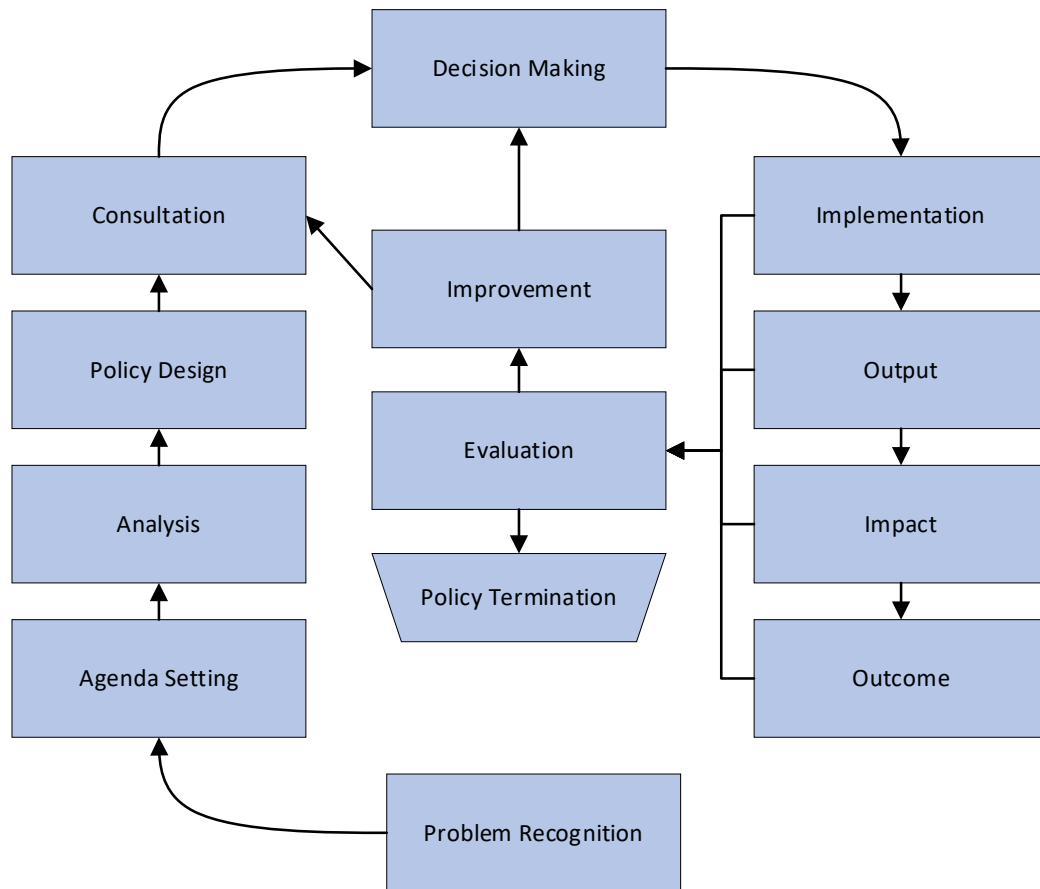 Decision Making
Consultation
Implementation
Improvement
Policy Design
Output
Evaluation
Analysis
Impact
Policy Termination
Agenda Setting
Outcome
Problem Recognition